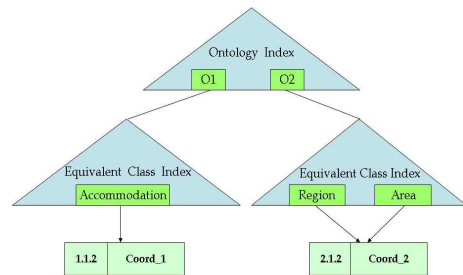 Ontology Index
O1 O2
Equivalent Class Index
Accommodation
Equivalent Class Index
Region Area
1.1.2 Coord_1
2.1.2 Coord_2